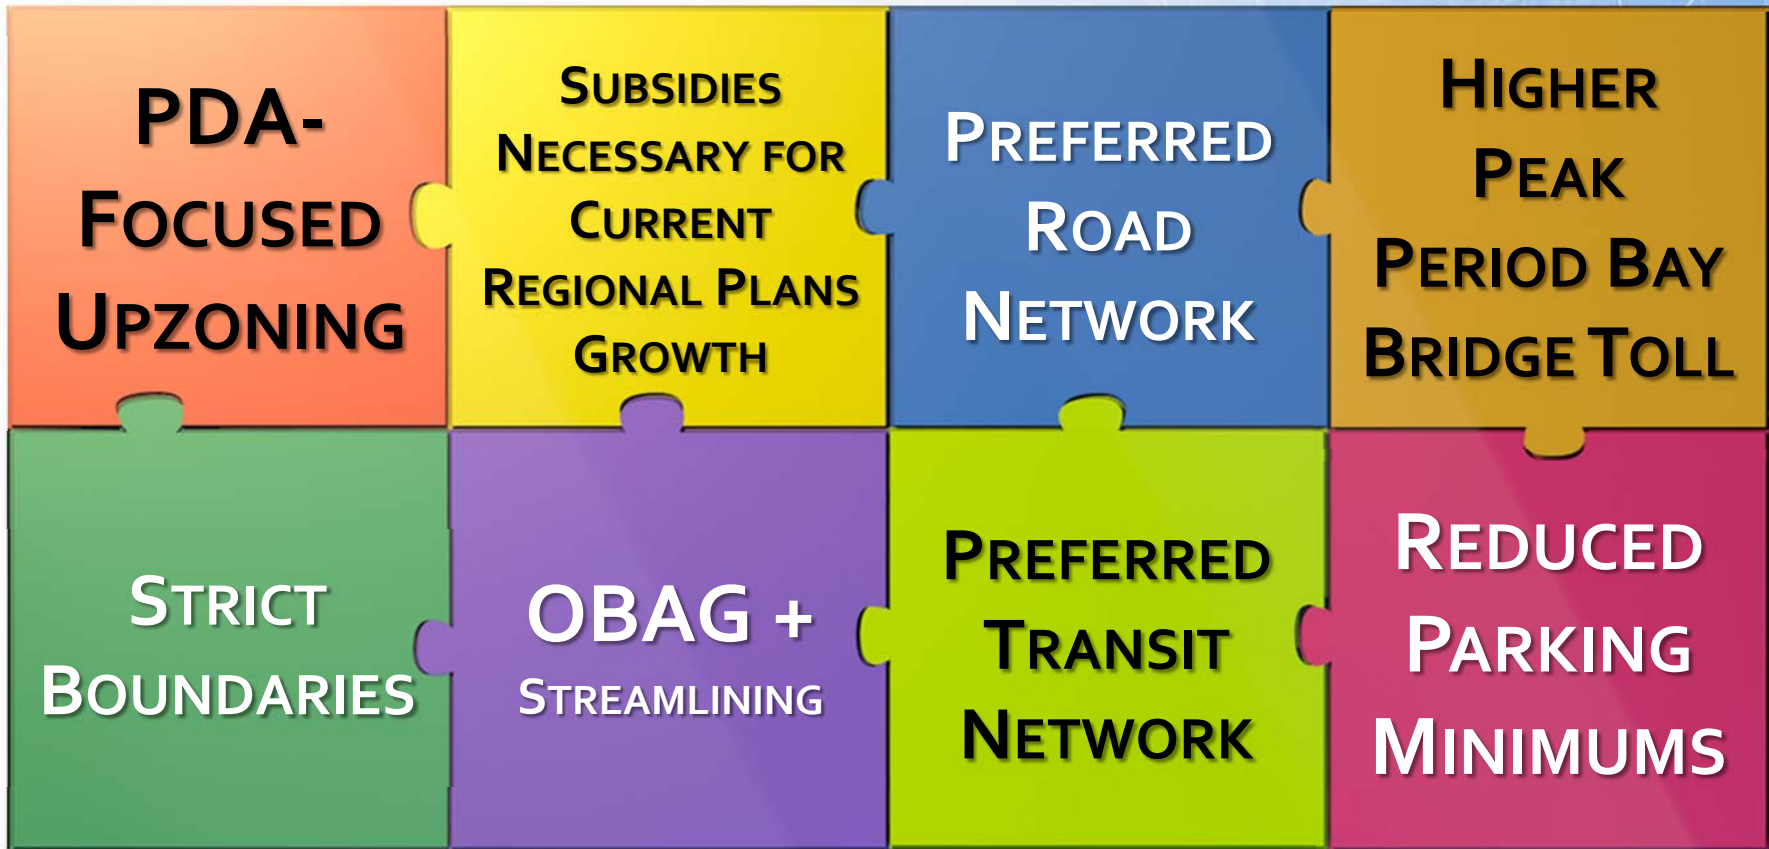 PDA-
FOCUSED
UPZONING
SUBSIDIES
NECESSARY FOR
CURRENT
REGIONAL PLANS
GROWTH
PREFERRED
ROAD
NETWORK
HIGHER
PEAK
PERIOD BAY
BRIDGE TOLL
STRICT
BOUNDARIES
OBAG +
STREAMLINING
PREFERRED
TRANSIT
NETWORK
REDUCED
PARKING
MINIMUMS